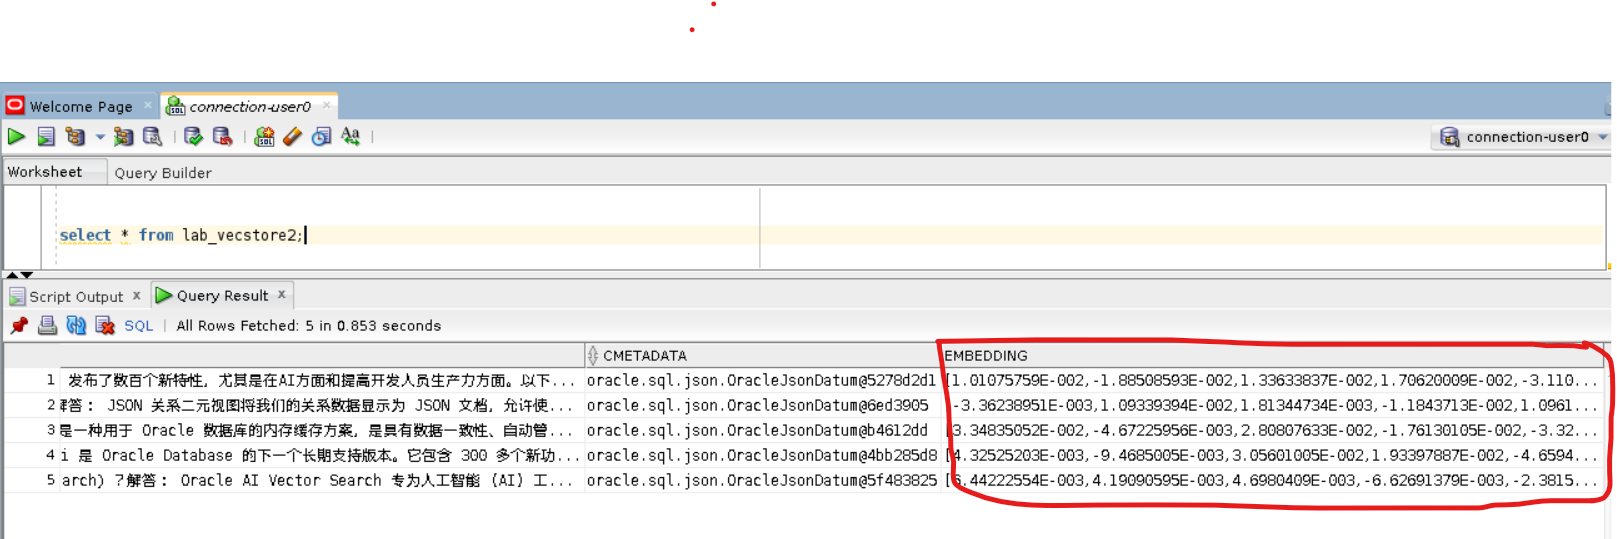 Welcome Page
connection-user0
connection-user0
Worksheet
Query Builder
select * from lab_vecstore2;
Script Output
Query Result
SQL | All Rows Fetched: 5 in 0.853 seconds
CMETADATA EMBEDDING
1 发布了数百个新特性，尤其是在AI方面和提高开发人员生产力方面。以下... oracle.sql.json.OracleJsonDatum@5278d2d1 [1.01075759E-002,-1.88508593E-002,1.33633837E-002,1.70620009E-002,-3.110...
2 解答： JSON 关系二元视图将我们的关系数据显示为 JSON 文档，允许使... oracle.sql.json.OracleJsonDatum@6ed3905 [-3.36238951E-003,1.09339394E-002,1.81344734E-003,-1.1843713E-002,1.0961...
3 是一种用于 Oracle 数据库的内存缓存方案，是具有数据一致性、自动管... oracle.sql.json.OracleJsonDatum@b4612dd [3.34835052E-002,-4.67225956E-003,2.80807633E-002,-1.76130105E-002,-3.32...
4 i 是 Oracle Database 的下一个长期支持版本。它包含 300 多个新功... oracle.sql.json.OracleJsonDatum@4bb285d8 [4.32525203E-003,-9.4685005E-003,3.05601005E-002,1.93397887E-002,-4.6594...
5 arch) ?解答： Oracle AI Vector Search 专为人工智能 (AI) 工... oracle.sql.json.OracleJsonDatum@5f483825 [6.44222554E-003,4.19090595E-003,4.6980409E-003,-6.62691379E-003,-2.3815...